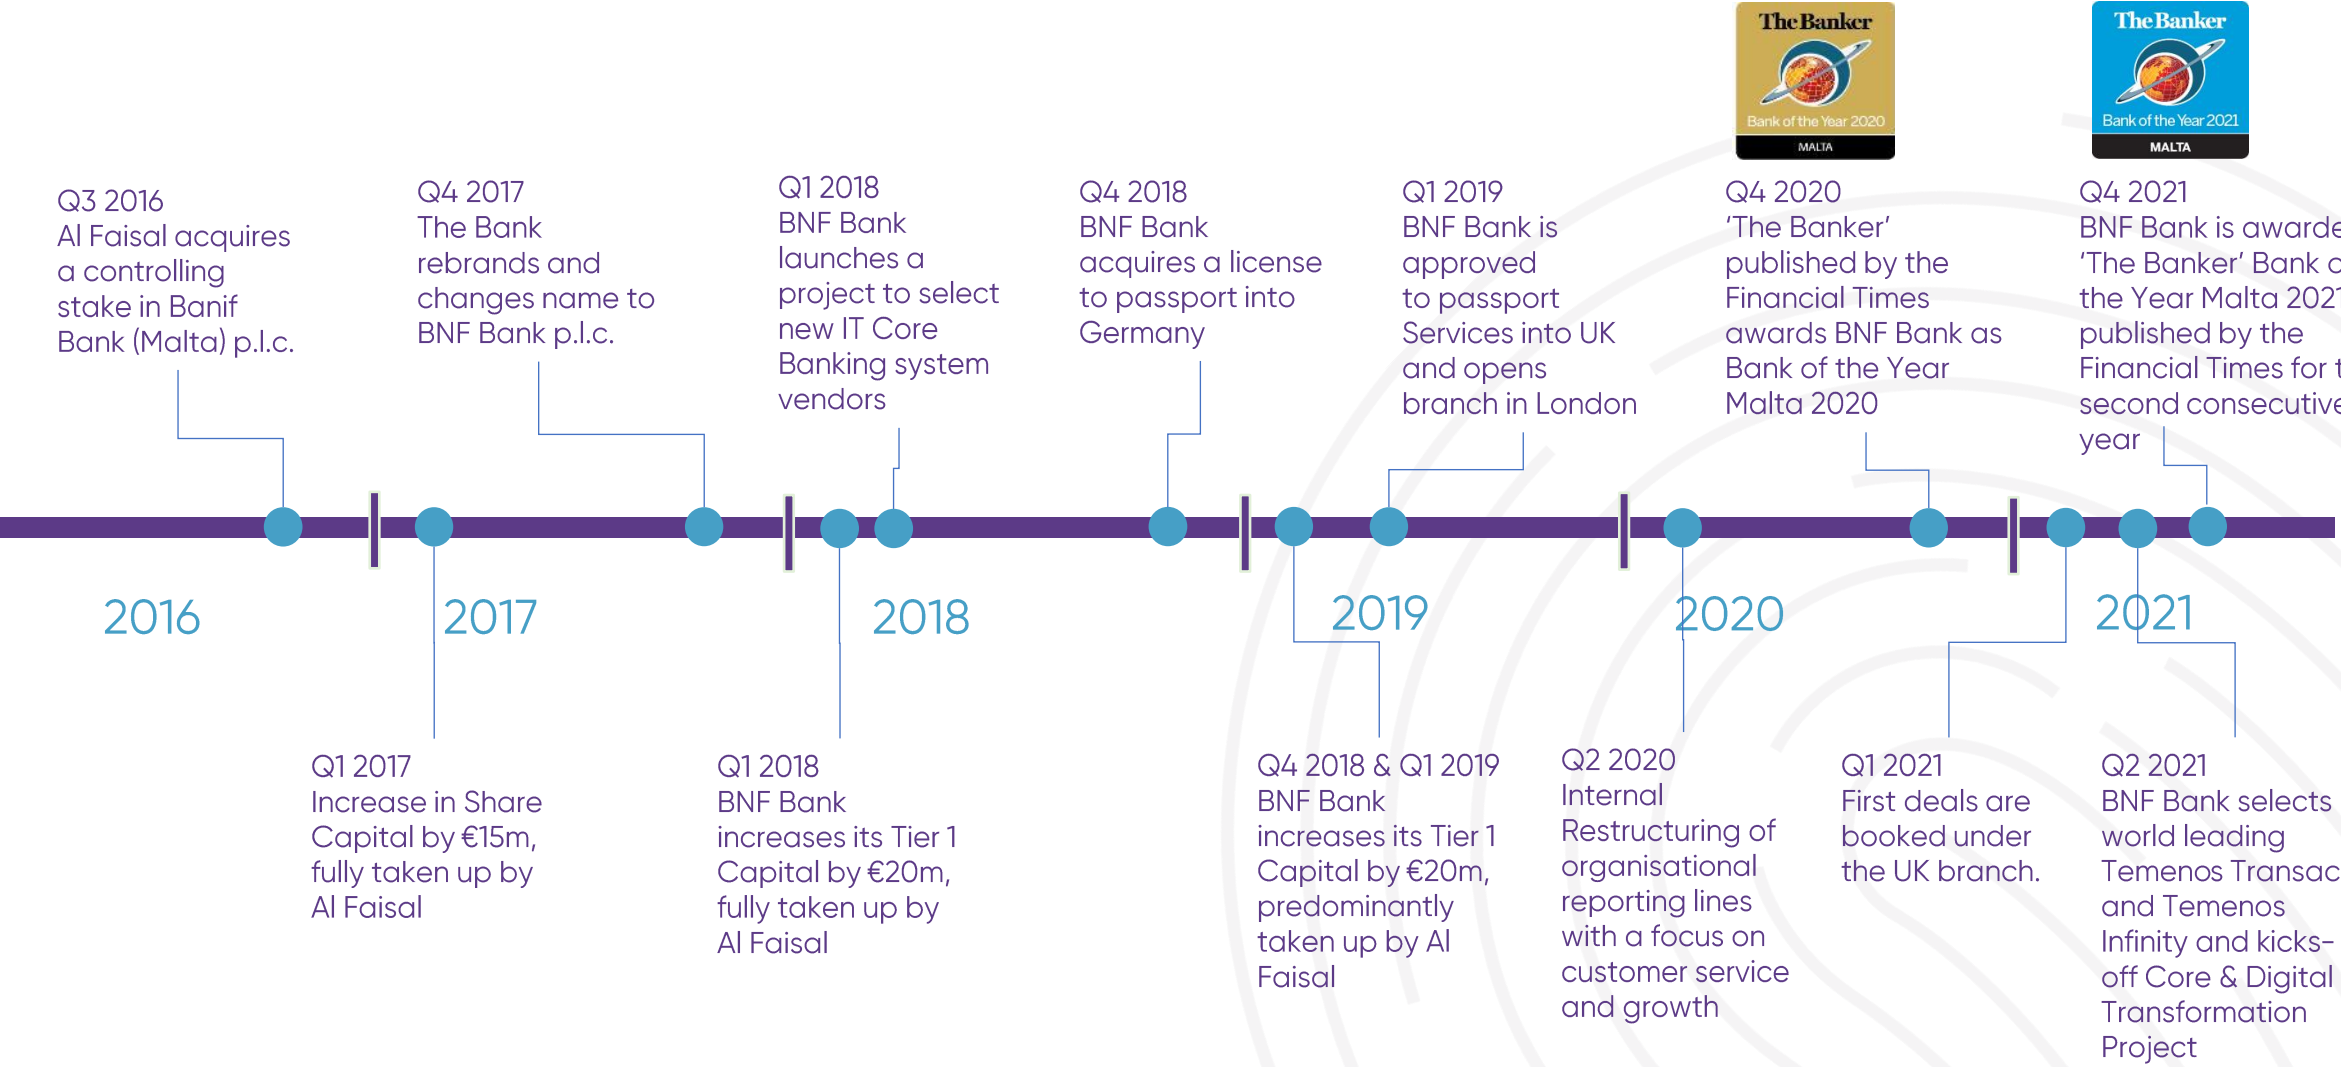 The Banker
Bank of the Year 2020
MALTA
The Banker
Bank of the Year 2021
MALTA
Q3 2016
Al Faisal acquires
a controlling
stake in Banif
Bank (Malta) p.l.c.
Q4 2017
The Bank
rebrands and
changes name to
BNF Bank p.l.c.
Q1 2018
BNF Bank
launches a
project to select
new IT Core
Banking system
vendors
Q4 2018
BNF Bank
acquires a license
to passport into
Germany
Q1 2019
BNF Bank is
approved
to passport
Services into UK
and opens
branch in London
Q4 2020
‘The Banker’
published by the
Financial Times
awards BNF Bank as
Bank of the Year
Malta 2020
Q4 2021
BNF Bank is awarde
‘The Banker’ Bank o
the Year Malta 2021
published by the
Financial Times for t
second consecutive
year
2016
2017
2018
2019
2020
2021
Q1 2017
Increase in Share
Capital by €15m,
fully taken up by
Al Faisal
Q1 2018
BNF Bank
increases its Tier 1
Capital by €20m,
fully taken up by
Al Faisal
Q4 2018 & Q1 2019
BNF Bank
increases its Tier 1
Capital by €20m,
predominantly
taken up by Al
Faisal
Q2 2020
Internal
Restructuring of
organisational
reporting lines
with a focus on
customer service
and growth
Q1 2021
First deals are
booked under
the UK branch.
Q2 2021
BNF Bank selects
world leading
Temenos Transac
and Temenos
Infinity and kicks-
off Core & Digital
Transformation
Project